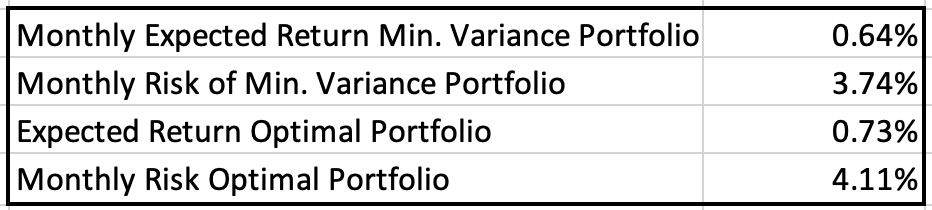 Monthly Expected Return Min. Variance Portfolio 0.64%
Monthly Risk of Min. Variance Portfolio 3.74%
Expected Return Optimal Portfolio 0.73%
Monthly Risk Optimal Portfolio 4.11%